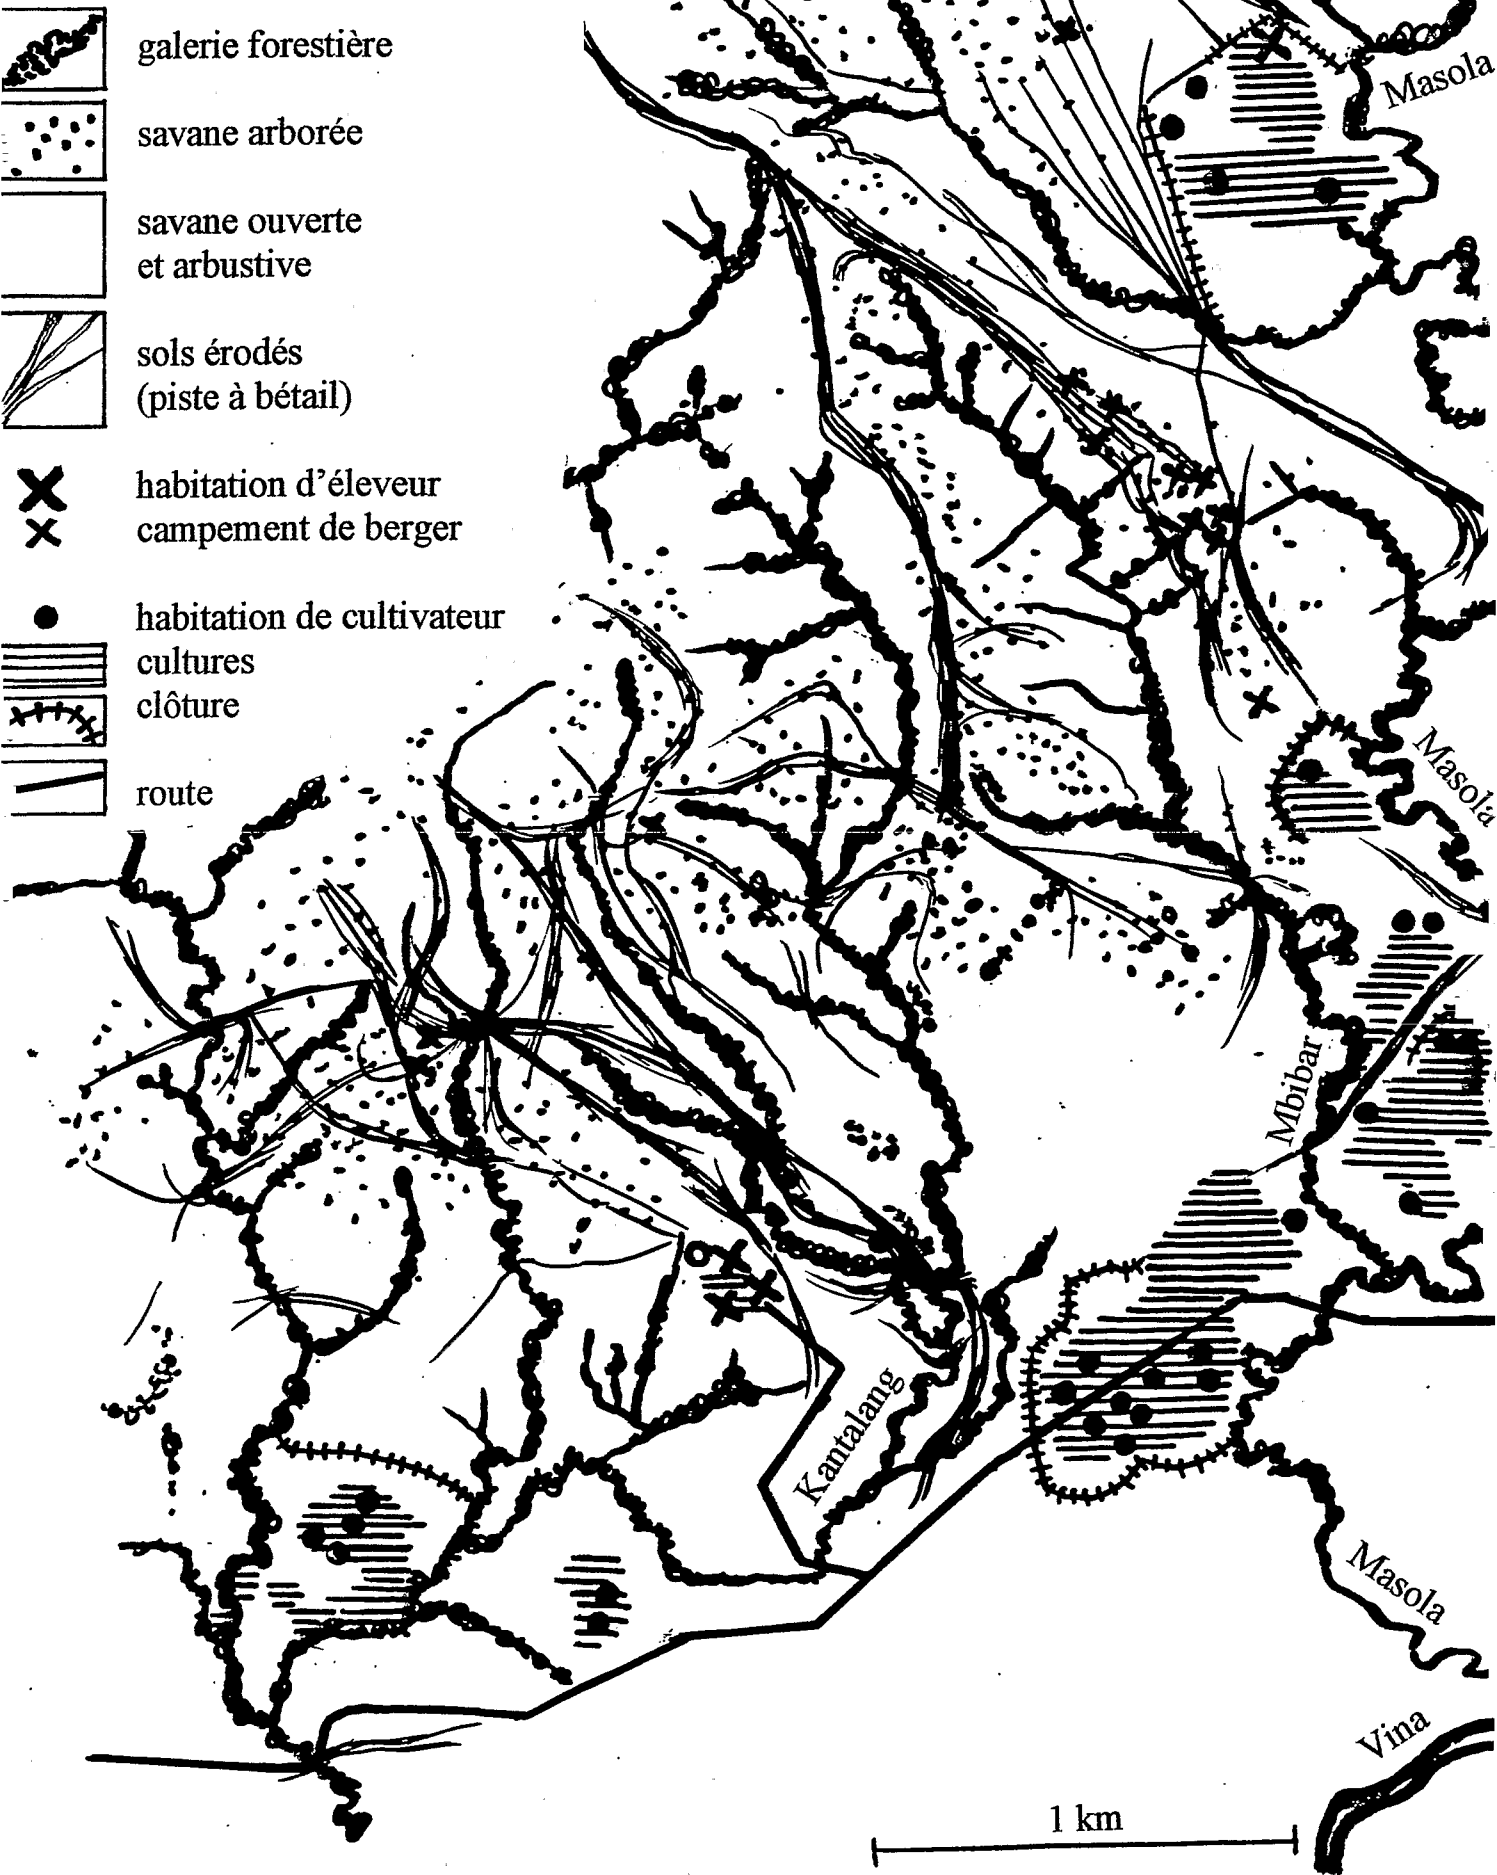 galerie forestière
savane arborée
savane ouverte
et arbustive
sols érodés
(piste à bétail)
habitation d'éleveur
campement de berger
habitation de cultivateur
cultures
clôture
route
Masola
Masola
Mbibar
Kantalang
Masola
Vina
1 km